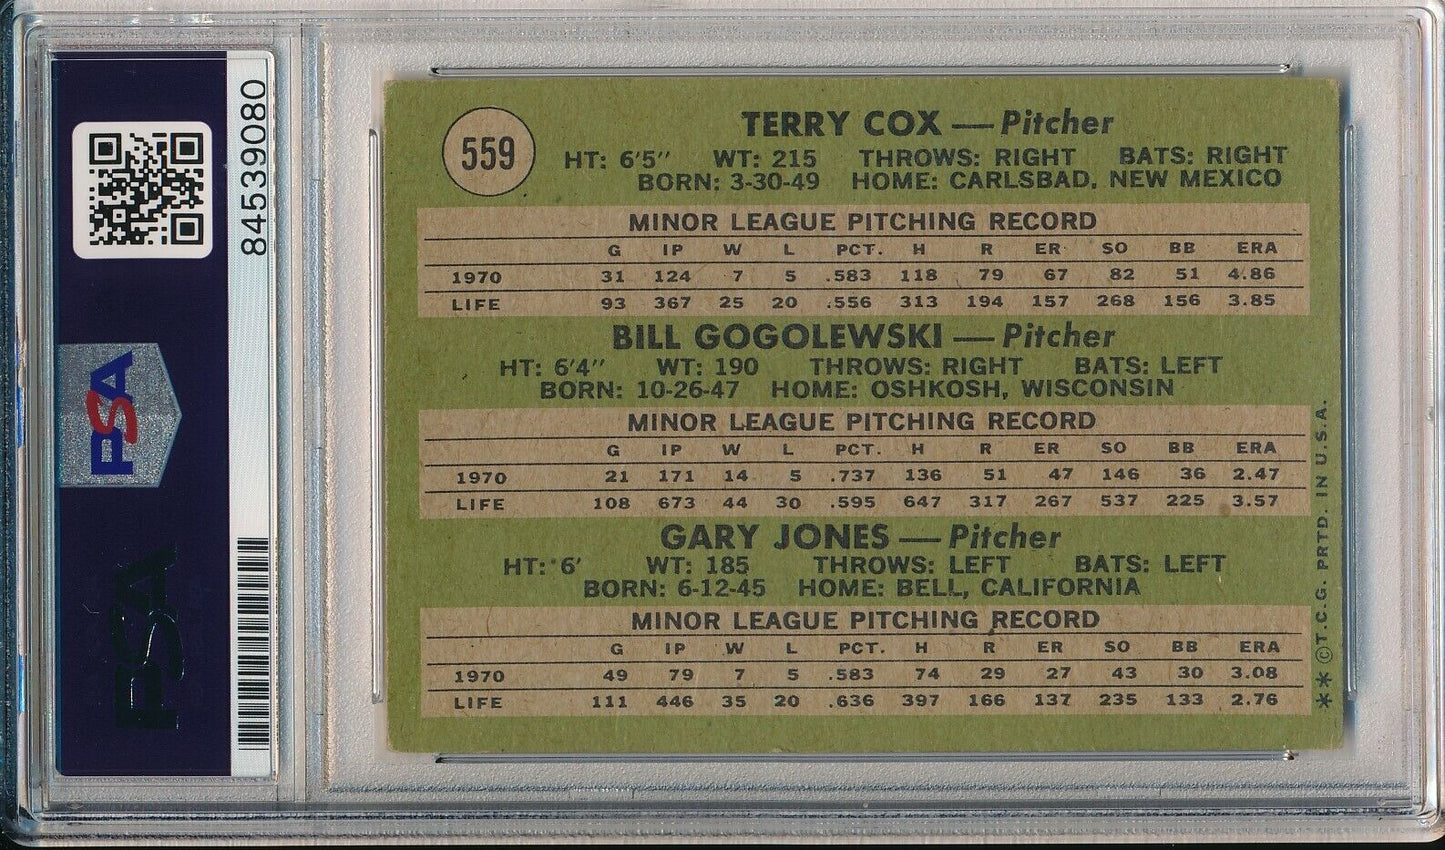 84539080
PSA
PSA
559
TERRY COX — Pitcher
HT: 6'5" WT: 215 THROWS: RIGHT BATS: RIGHT
BORN: 3-30-49 HOME: CARLSBAD, NEW MEXICO
MINOR LEAGUE PITCHING RECORD
G IP W L PCT. H R ER SO BB ERA
1970 31 124 7 5 .583 118 79 67 82 51 4.86
LIFE 93 367 25 20 .556 313 194 157 268 156 3.85
BILL GOGOLEWSKI — Pitcher
HT: 6'4" WT: 190 THROWS: RIGHT BATS: LEFT
BORN: 10-26-47 HOME: OSHKOSH, WISCONSIN
MINOR LEAGUE PITCHING RECORD
G IP W L PCT. H R ER SO BB ERA
1970 21 171 14 5 .737 136 51 47 146 36 2.47
LIFE 108 673 44 30 .595 647 317 267 537 225 3.57
GARY JONES — Pitcher
HT: 6' WT: 185 THROWS: LEFT BATS: LEFT
BORN: 6-12-45 HOME: BELL, CALIFORNIA
MINOR LEAGUE PITCHING RECORD
G IP W L PCT. H R ER SO BB ERA
1970 49 79 7 5 .583 74 29 27 43 30 3.08
LIFE 111 446 35 20 .636 397 166 137 235 133 2.76
** ©T.C.G. PRTD. IN U.S.A.